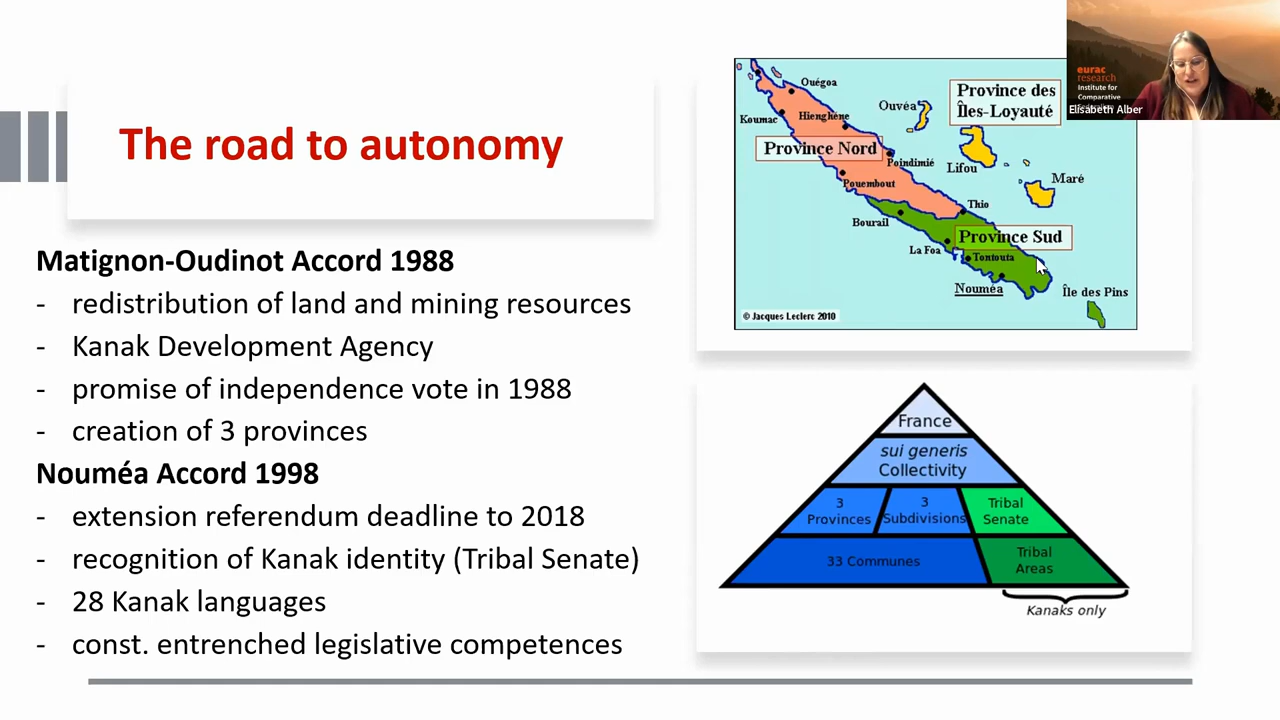 The road to autonomy
Matignon-Oudinot Accord 1988
- redistribution of land and mining resources
- Kanak Development Agency
- promise of independence vote in 1988
- creation of 3 provinces
Nouméa Accord 1998
- extension referendum deadline to 2018
- recognition of Kanak identity (Tribal Senate)
- 28 Kanak languages
- const. entrenched legislative competences
Ouégoa
Koumac
Hienghène
Ouvéa
Province des
Îles-Loyauté
Province Nord
Poindimié
Lifou
Pouembout
Maré
Thio
Bourail
Province Sud
La Foa
Tontouta
Nouméa
Île des Pins
© Jacques Leclerc 2010
France
sui generis
Collectivity
3
Provinces
3
Subdivisions
Tribal
Senate
33 Communes
Tribal
Areas
Kanaks only
eurac
research
Institute for
Comparative
Elisabeth Alber